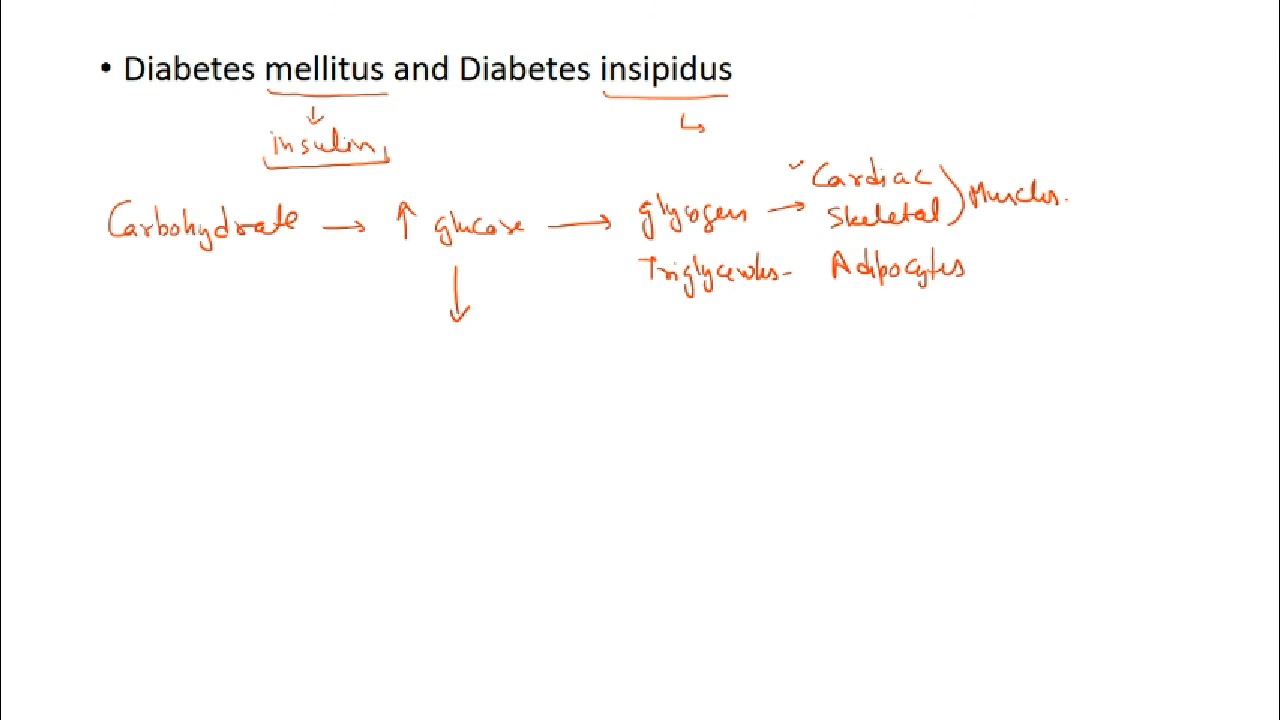 • Diabetes mellitus and Diabetes insipidus
insulin
Carbohydrate → ↑ glucose → glycogen → Cardiac
Skeletal) Muscles.
Triglycerides - Adipocytes